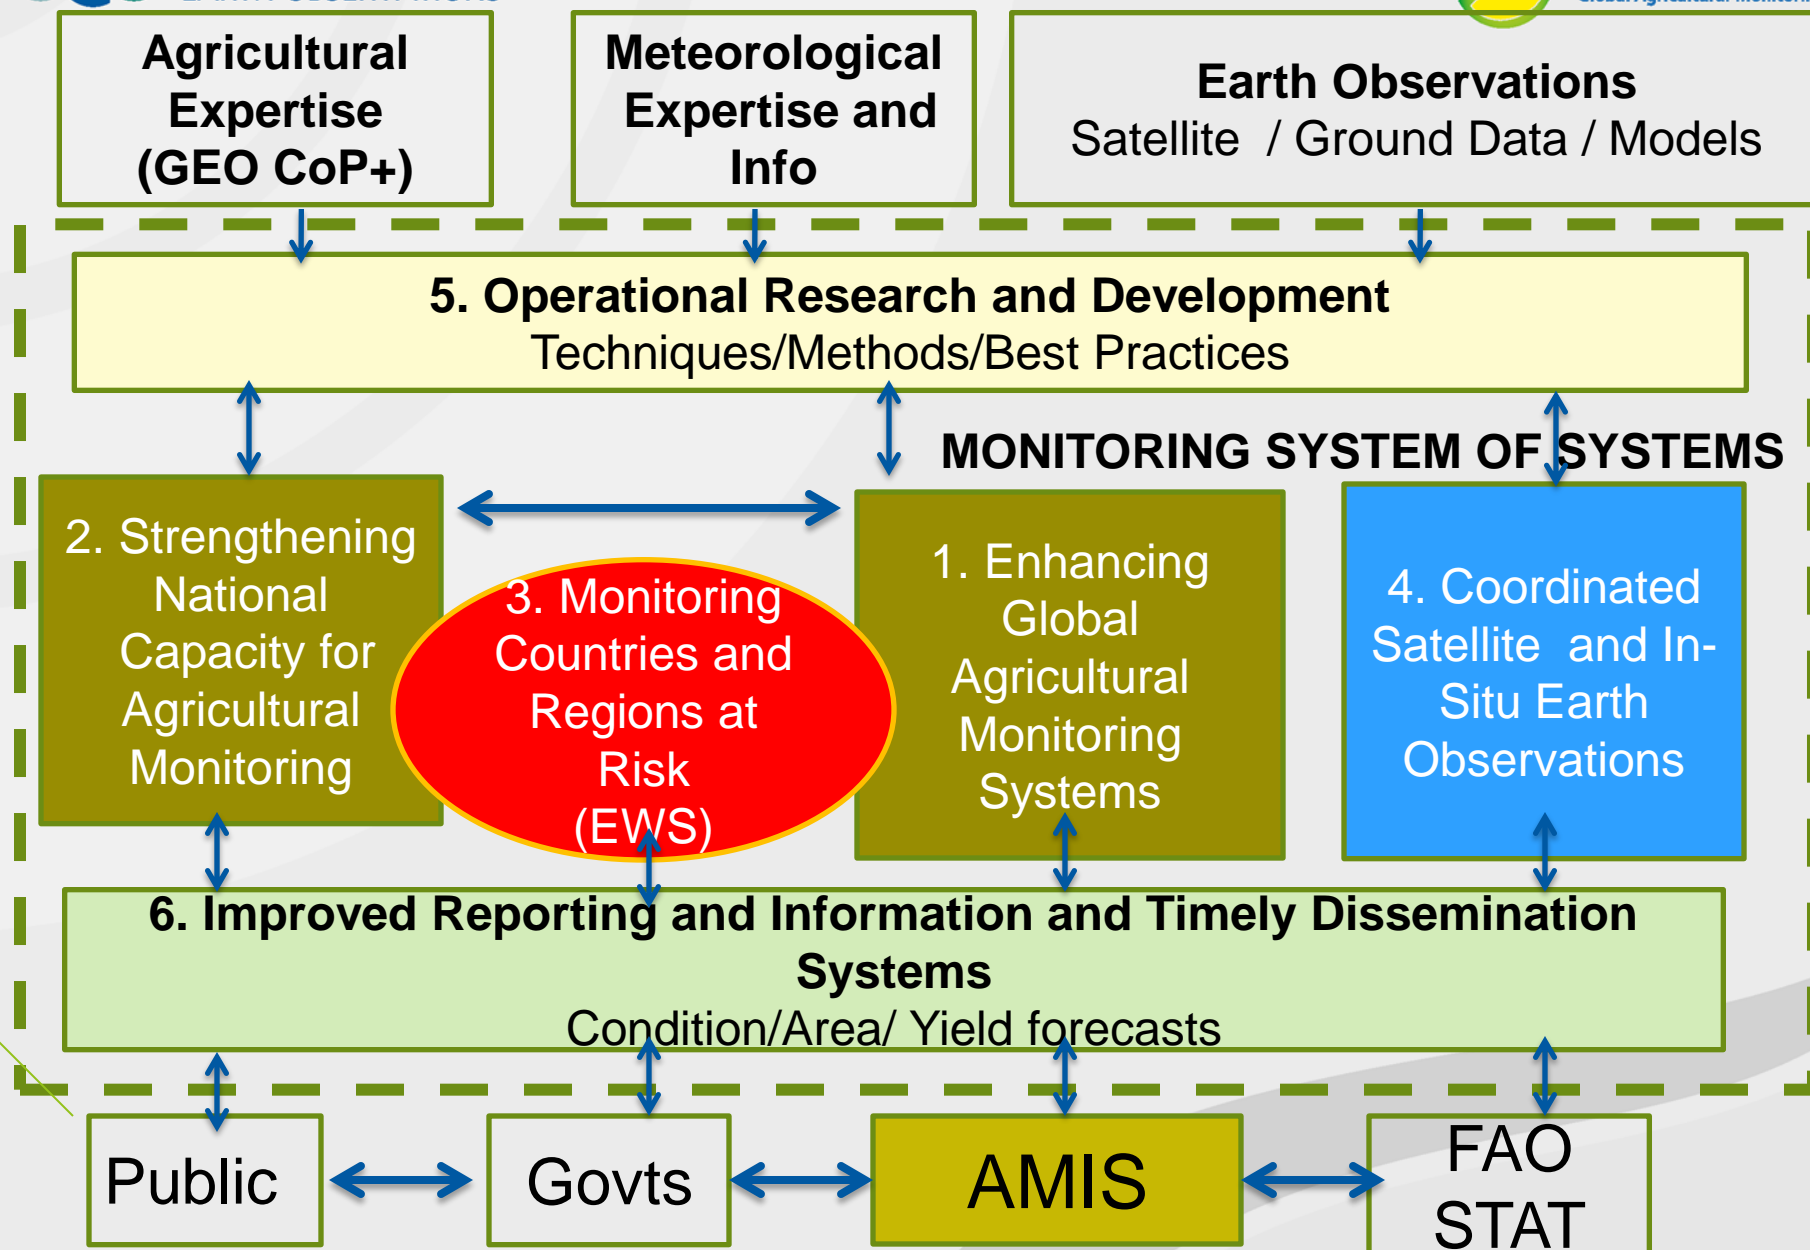 Agricultural
Expertise
(GEO CoP+)
Meteorological
Expertise and
Info
Earth Observations
Satellite / Ground Data / Models
5. Operational Research and Development
Techniques/Methods/Best Practices
MONITORING SYSTEM OF SYSTEMS
2. Strengthening
National
Capacity for
Agricultural
Monitoring
3. Monitoring
Countries and
Regions at
Risk
(EWS)
1. Enhancing
Global
Agricultural
Monitoring
Systems
4. Coordinated
Satellite and In-
Situ Earth
Observations
6. Improved Reporting and Information and Timely Dissemination
Systems
Condition/Area/ Yield forecasts
Public
Govts
AMIS
FAO
STAT